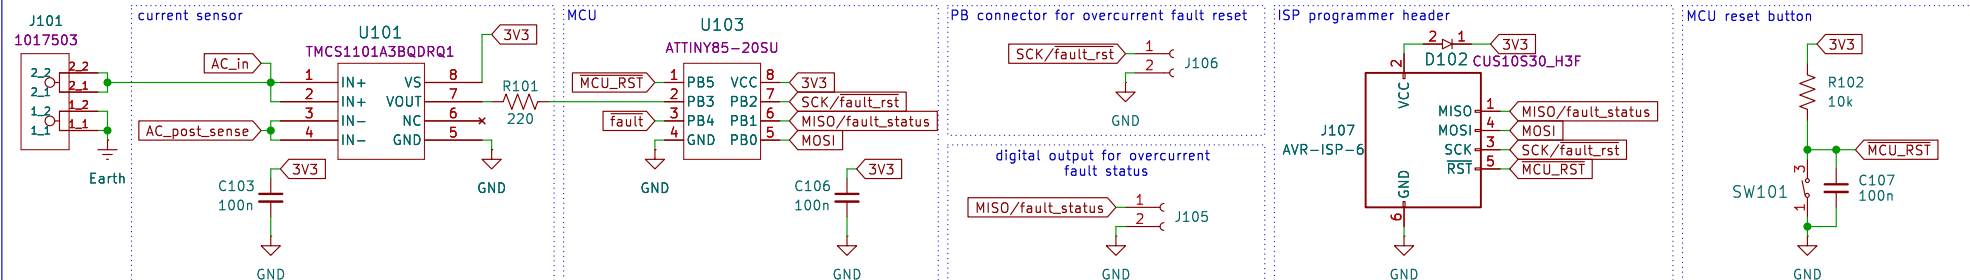 J101
1017503
2_2
2_1
1_2
1_1
2_2
2_1
1_2
1_1
Earth
current sensor
AC_in
AC_post_sense
U101
TMCS1101A3BQDRQ1
1 IN+ VS 8
2 IN+ VOUT 7
3 IN- NC 6
4 IN- GND 5
3V3
R101
220
GND
3V3
C103
100n
GND
MCU
U103
ATTINY85-20SU
MCU_RST 1 PB5 VCC 8 3V3
2 PB3 PB2 7 SCK/fault_rst
fault 3 PB4 PB1 6 MISO/fault_status
4 GND PB0 5 MOSI
GND
3V3
C106
100n
GND
PB connector for overcurrent fault reset
SCK/fault_rst 1
2
J106
GND
digital output for overcurrent
fault status
MISO/fault_status 1
2
J105
GND
ISP programmer header
2 1 3V3
D102 CUS10S30_H3F
2
VCC
J107
AVR-ISP-6
MISO 1 MISO/fault_status
MOSI 4 MOSI
SCK 3 SCK/fault_rst
RST 5 MCU_RST
GND
6
GND
MCU reset button
3V3
R102
10k
MCU_RST
3
SW101
1
C107
100n
GND